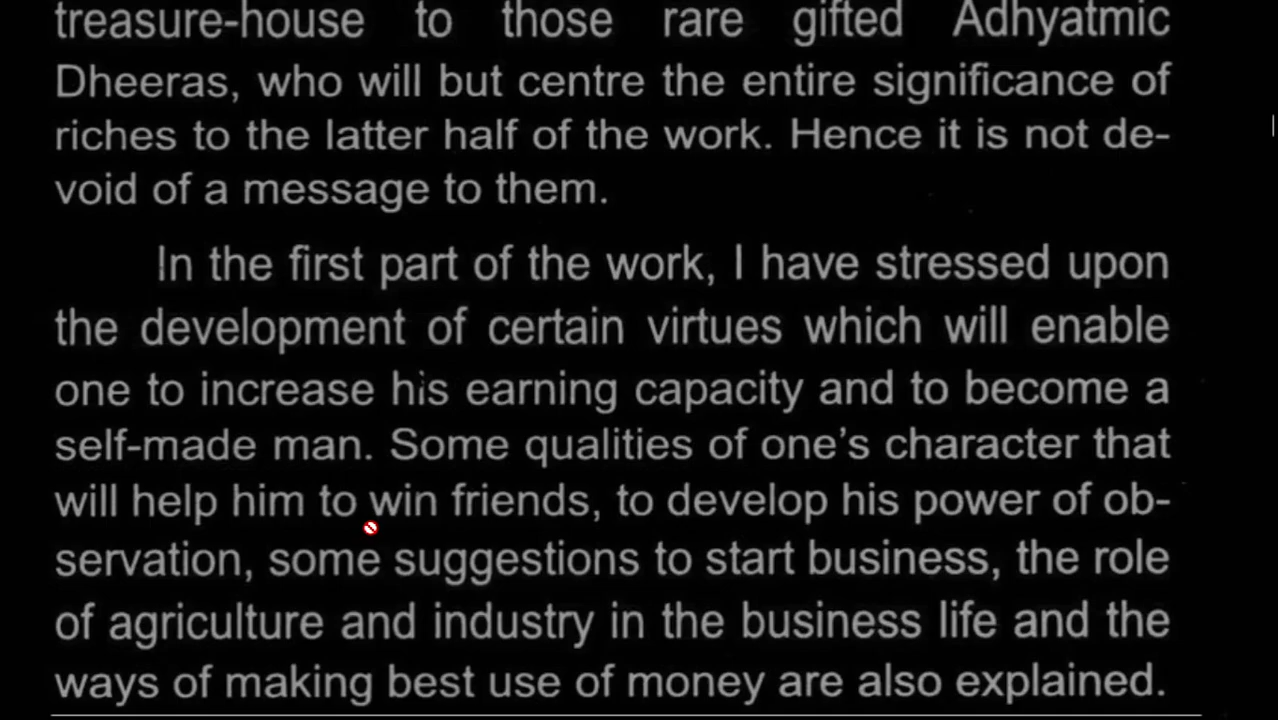 treasure-house to those rare gifted Adhyatmic
Dheeras, who will but centre the entire significance of
riches to the latter half of the work. Hence it is not de-
void of a message to them.
In the first part of the work, I have stressed upon
the development of certain virtues which will enable
one to increase his earning capacity and to become a
self-made man. Some qualities of one’s character that
will help him to win friends, to develop his power of ob-
servation, some suggestions to start business, the role
of agriculture and industry in the business life and the
ways of making best use of money are also explained.